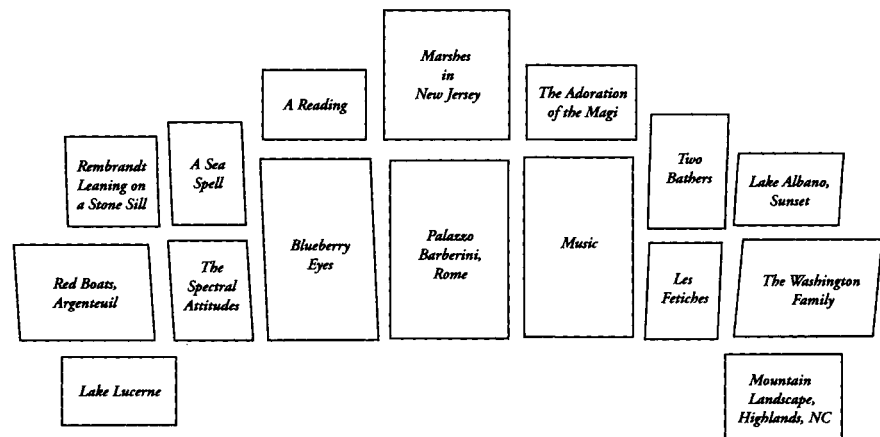 Marshes
in
New Jersey
A Reading
The Adoration
of the Magi
Rembrandt
Leaning on
a Stone Sill
A Sea
Spell
Two
Bathers
Lake Albano,
Sunset
Blueberry
Eyes
Palazzo
Barberini,
Rome
Music
Red Boats,
Argenteuil
The
Spectral
Attitudes
Les
Fetiches
The Washington
Family
Lake Lucerne
Mountain
Landscape,
Highlands, NC